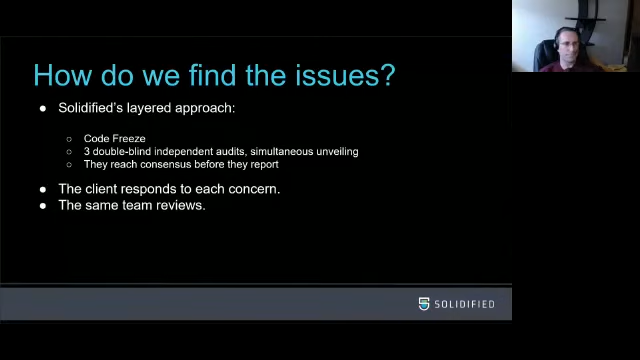 How do we find the issues?
● Solidified's layered approach:
○ Code Freeze
○ 3 double-blind independent audits, simultaneous unveiling
○ They reach consensus before they report
● The client responds to each concern.
● The same team reviews.
SOLIDIFIED